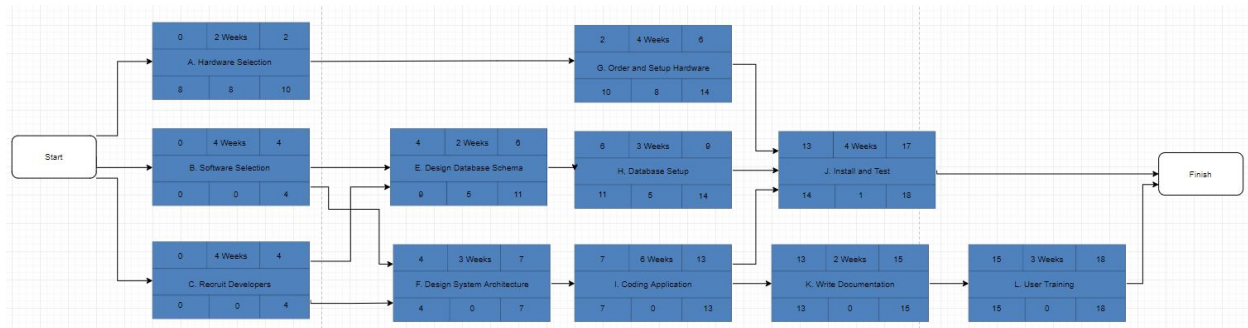 Start
0 2 Weeks 2
A. Hardware Selection
8 8 10
0 4 Weeks 4
B. Software Selection
0 0 4
0 4 Weeks 4
C. Recruit Developers
0 0 4
4 2 Weeks 6
E. Design Database Schema
9 5 11
4 3 Weeks 7
F. Design System Architecture
4 0 7
2 4 Weeks 6
G. Order and Setup Hardware
10 8 14
6 3 Weeks 9
H. Database Setup
11 5 14
7 6 Weeks 13
I. Coding Application
7 0 13
13 4 Weeks 17
J. Install and Test
14 1 18
13 2 Weeks 15
K. Write Documentation
13 0 15
15 3 Weeks 18
L. User Training
15 0 18
Finish